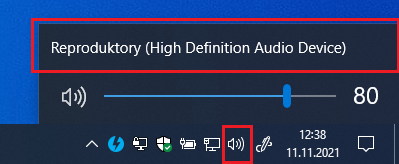 Reproduktory (High Definition Audio Device)
80
12:38
11.11.2021